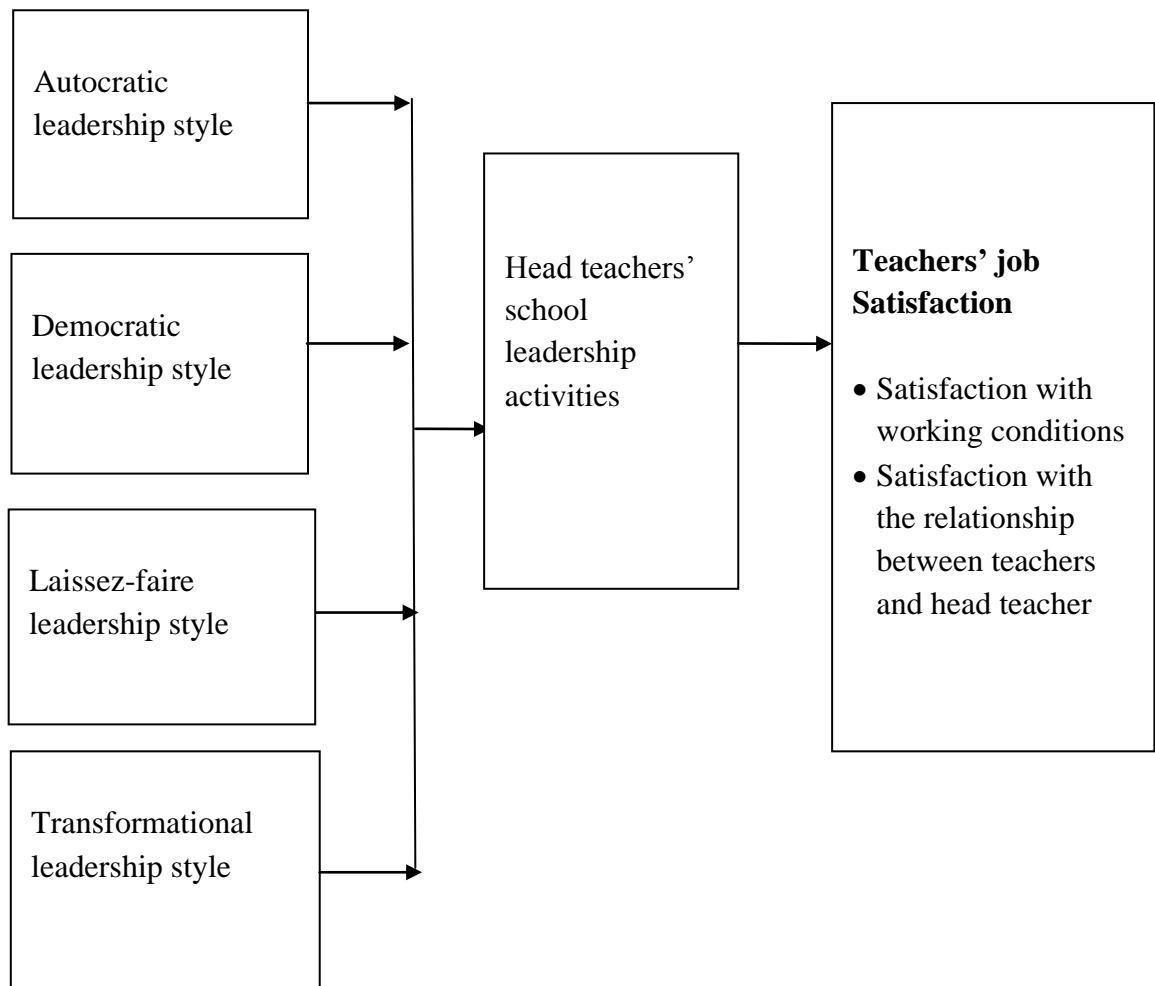 Autocratic
leadership style
Democratic
leadership style
Laissez-faire
leadership style
Transformational
leadership style
Head teachers’
school
leadership
activities
Teachers’ job
Satisfaction
• Satisfaction with
working conditions
• Satisfaction with
the relationship
between teachers
and head teacher